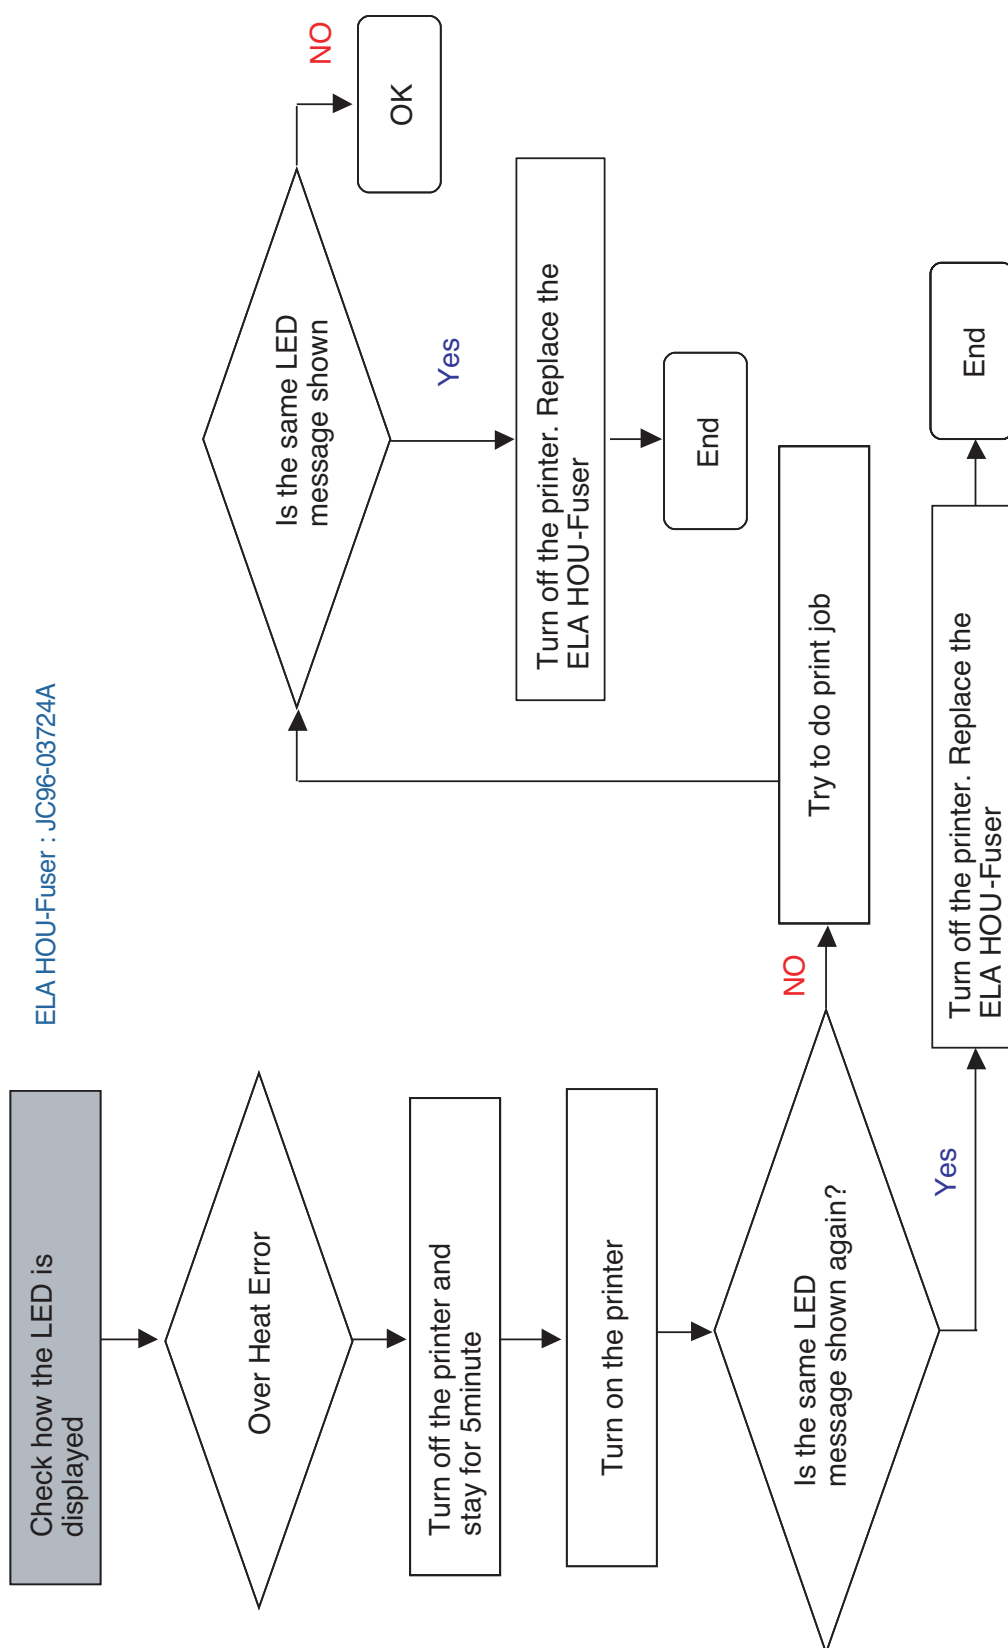 ELA HOU-Fuser : JC96-03724A
Check how the LED is
displayed
Over Heat Error
Turn off the printer and
stay for 5minute
Turn on the printer
Is the same LED
message shown again?
NO
Yes
Try to do print job
Turn off the printer. Replace the
ELA HOU-Fuser
End
Is the same LED
message shown
NO
OK
Yes
Turn off the printer. Replace the
ELA HOU-Fuser
End